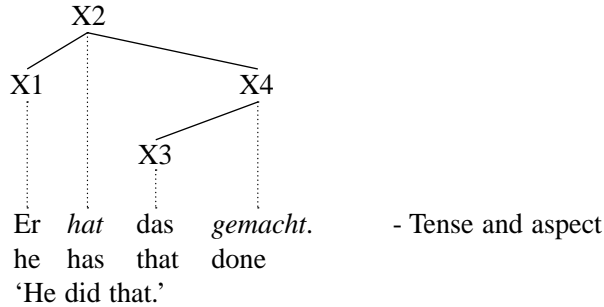 X2
X1 X4
X3
Er hat das gemacht. - Tense and aspect
he has that done
‘He did that.’